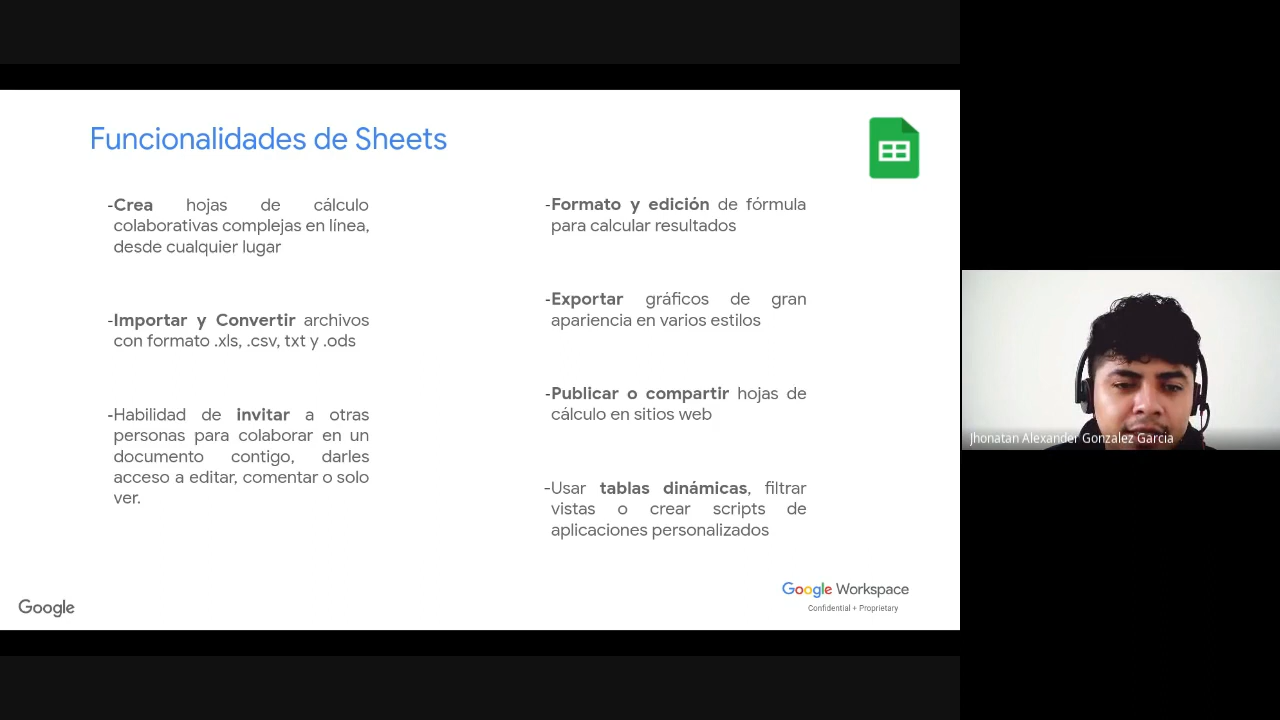 Funcionalidades de Sheets
-Crea hojas de cálculo
colaborativas complejas en línea,
desde cualquier lugar
-Importar y Convertir archivos
con formato .xls, .csv, txt y .ods
-Habilidad de invitar a otras
personas para colaborar en un
documento contigo, darles
acceso a editar, comentar o solo
ver.
-Formato y edición de fórmula
para calcular resultados
-Exportar gráficos de gran
apariencia en varios estilos
-Publicar o compartir hojas de
cálculo en sitios web
-Usar tablas dinámicas, filtrar
vistas o crear scripts de
aplicaciones personalizados
Google
Google Workspace
Confidential + Proprietary
Jhonatan Alexander Gonzalez Garcia